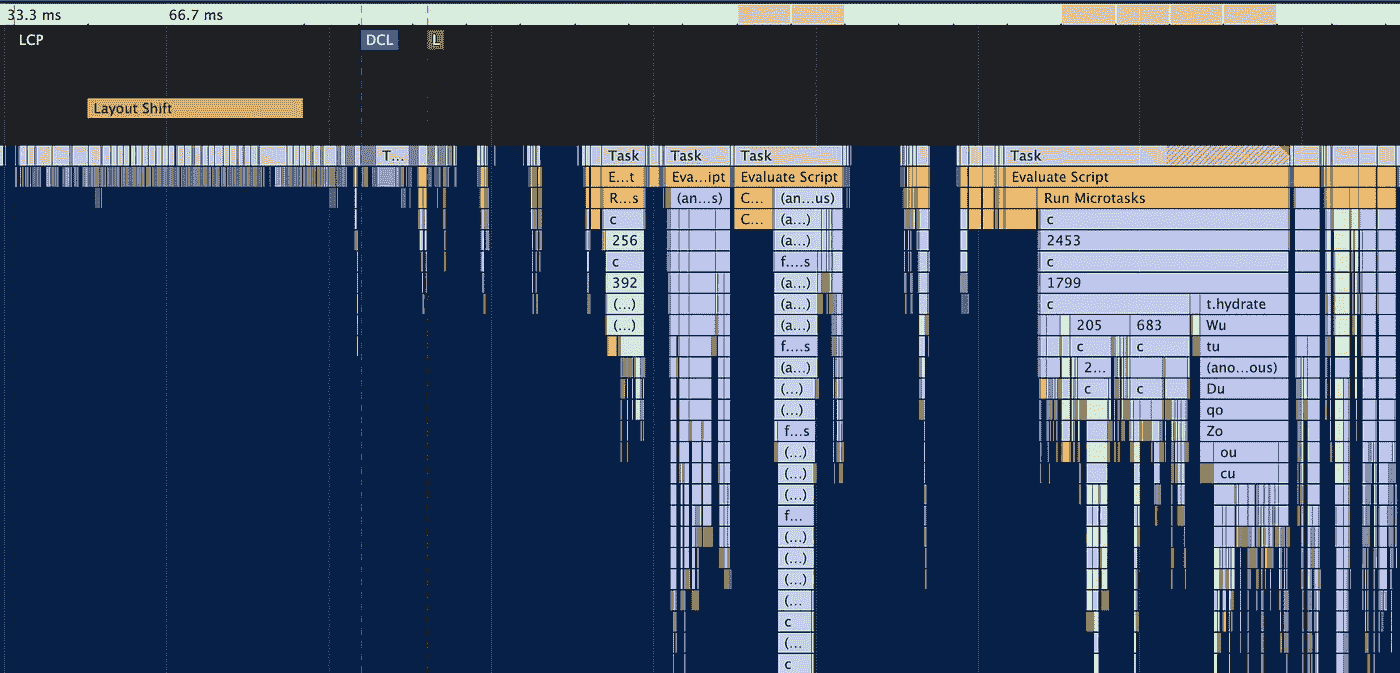 33.3 ms 66.7 ms
LCP DCL L
Layout Shift
T... Task Task Task Task
E...t Eva...ipt Evaluate Script Evaluate Script
R...s (an...s) C... (an...us) Run Microtasks
c C... (a...) c
256 (a...) 2453
c f....s c
392 (a...) 1799
(...) (a...) c t.hydrate
(...) (a...) 205 683 Wu
f....s c c tu
(a...) 2... (ano...ous)
(...) c c Du
(...) qo
f...s Zo
(...) ou
(...) cu
(...)
f...
(...)
(...)
(...)
(...
c
(...
c